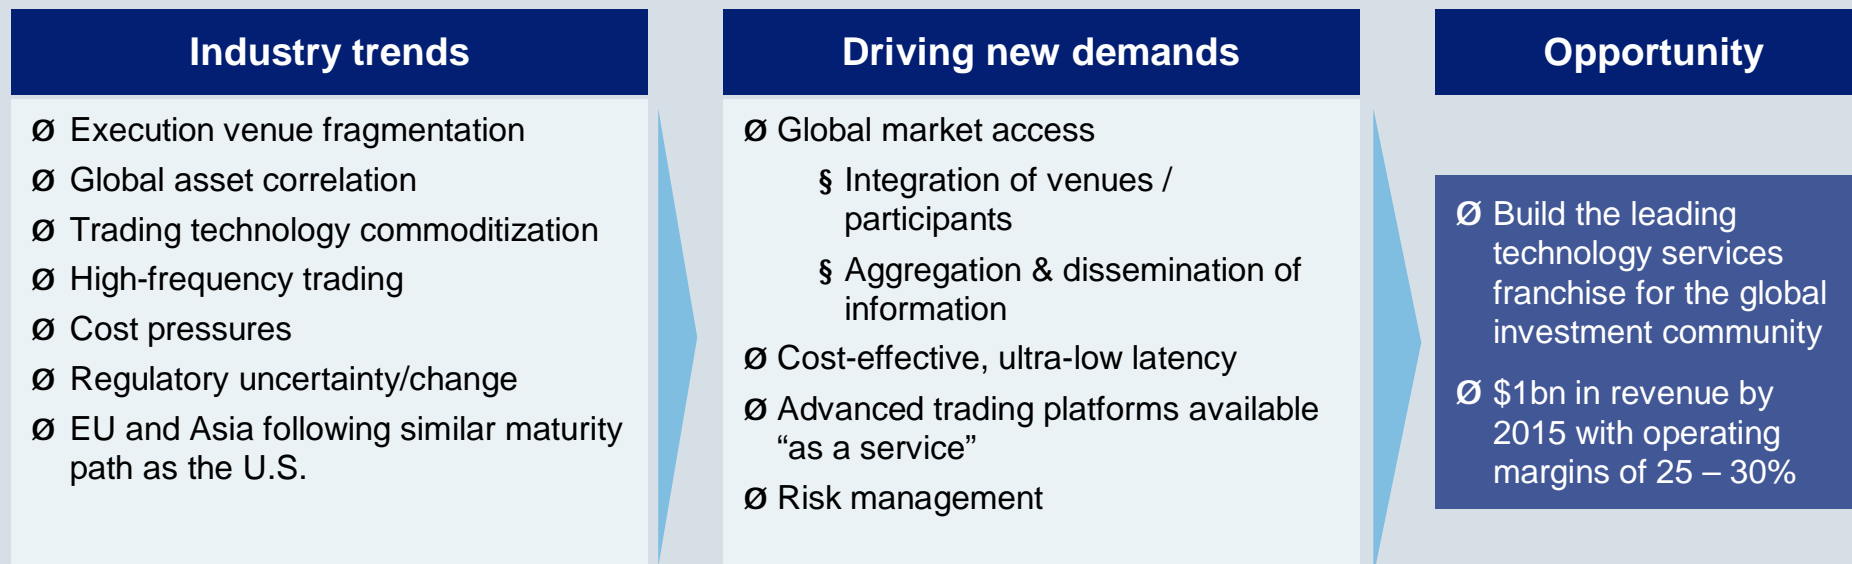 Industry trends
Ø Execution venue fragmentation
Ø Global asset correlation
Ø Trading technology commoditization
Ø High-frequency trading
Ø Cost pressures
Ø Regulatory uncertainty/change
Ø EU and Asia following similar maturity
path as the U.S.
Driving new demands
Ø Global market access
§ Integration of venues /
participants
§ Aggregation & dissemination of
information
Ø Cost-effective, ultra-low latency
Ø Advanced trading platforms available
“as a service”
Ø Risk management
Opportunity
Ø Build the leading
technology services
franchise for the global
investment community
Ø $1bn in revenue by
2015 with operating
margins of 25 – 30%